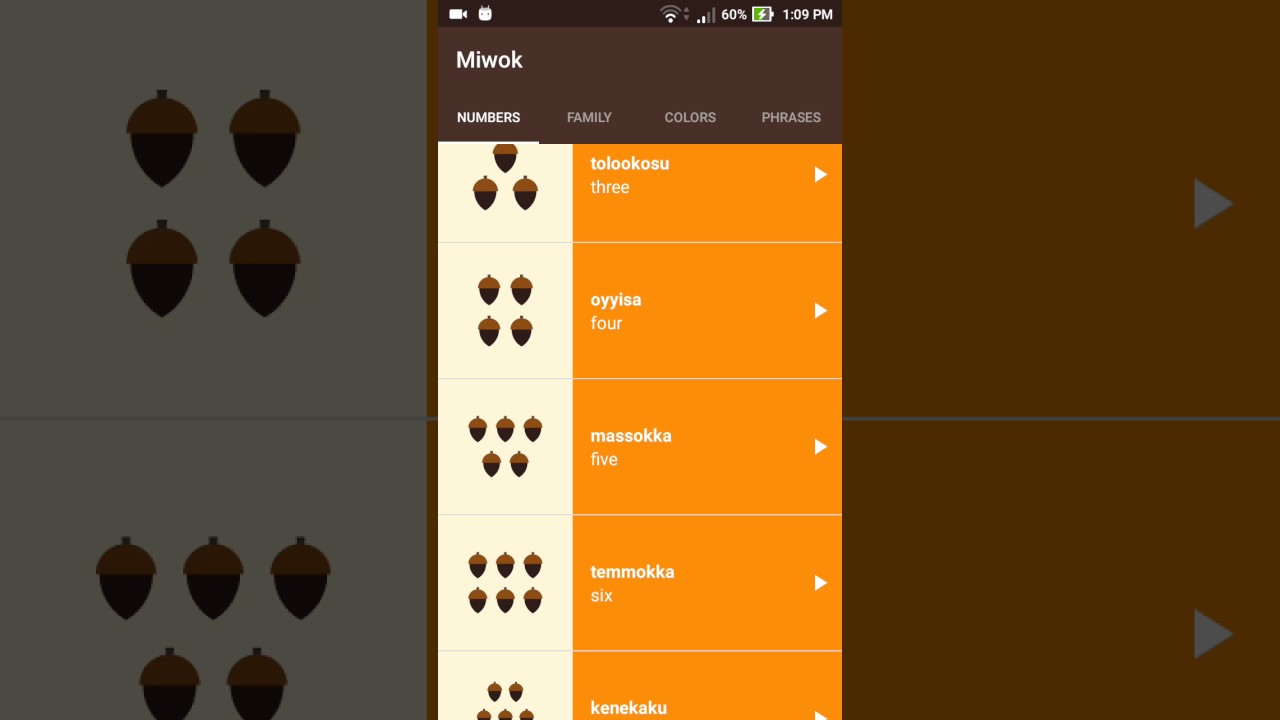 60% 1:09 PM
Miwok
NUMBERS FAMILY COLORS PHRASES
tolookosu
three
oyyisa
four
massokka
five
temmokka
six
kenekaku